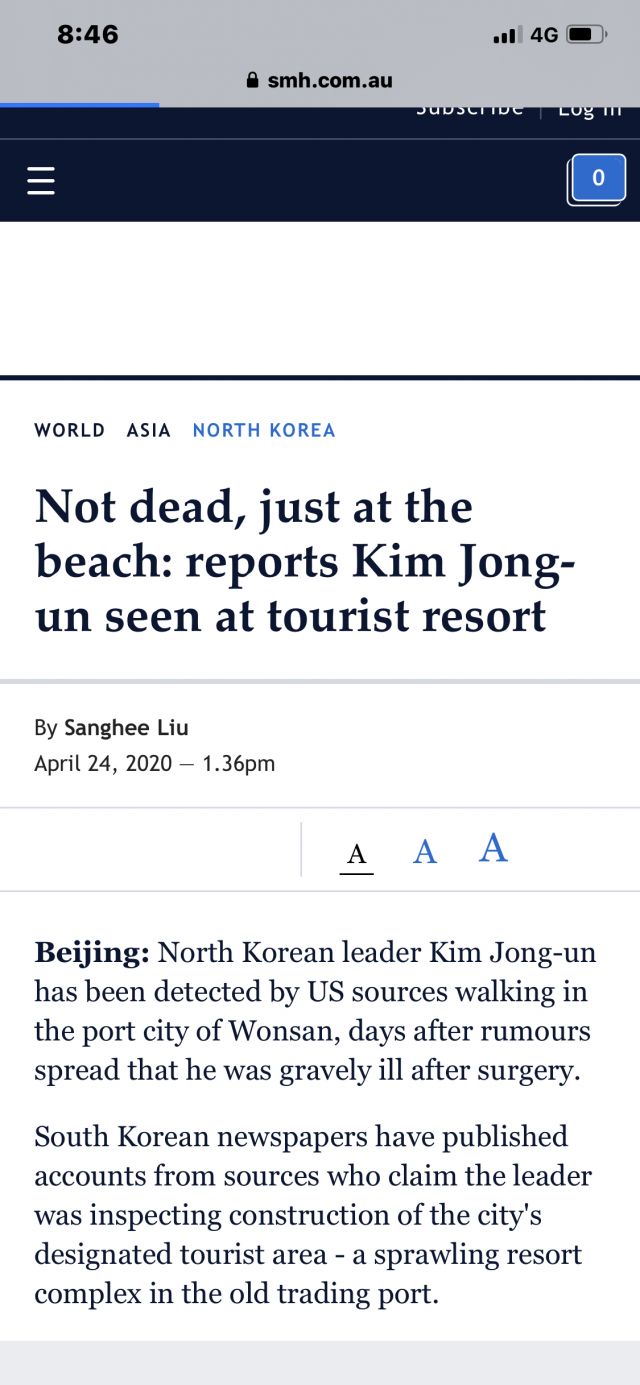 8:46
4G
smh.com.au
Subscribe | Log in
0
WORLD ASIA NORTH KOREA
Not dead, just at the
beach: reports Kim Jong-
un seen at tourist resort
By Sanghee Liu
April 24, 2020 — 1.36pm
A A A
Beijing: North Korean leader Kim Jong-un
has been detected by US sources walking in
the port city of Wonsan, days after rumours
spread that he was gravely ill after surgery.
South Korean newspapers have published
accounts from sources who claim the leader
was inspecting construction of the city's
designated tourist area - a sprawling resort
complex in the old trading port.